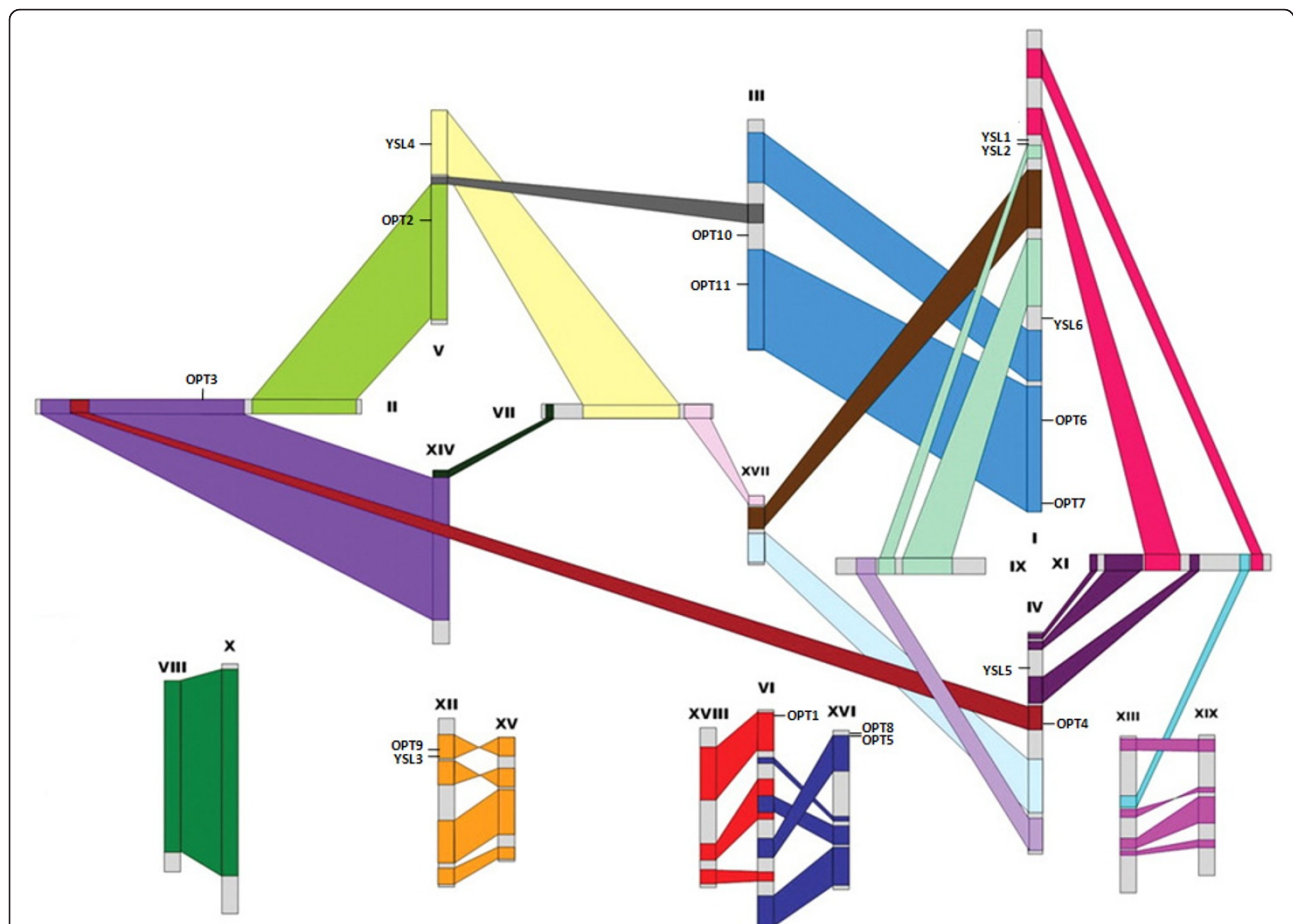 III
YSL4
YSL1
YSL2
OPT2
OPT10
OPT11
YSL6
V
OPT3
II
VII
OPT6
XIV
XVII
OPT7
I
IX
XI
IV
X
VIII
YSL5
XII
XV
XVIII
VI
XVI
XIII
XIX
OPT1
OPT4
OPT8
OPT5
OPT9
YSL3